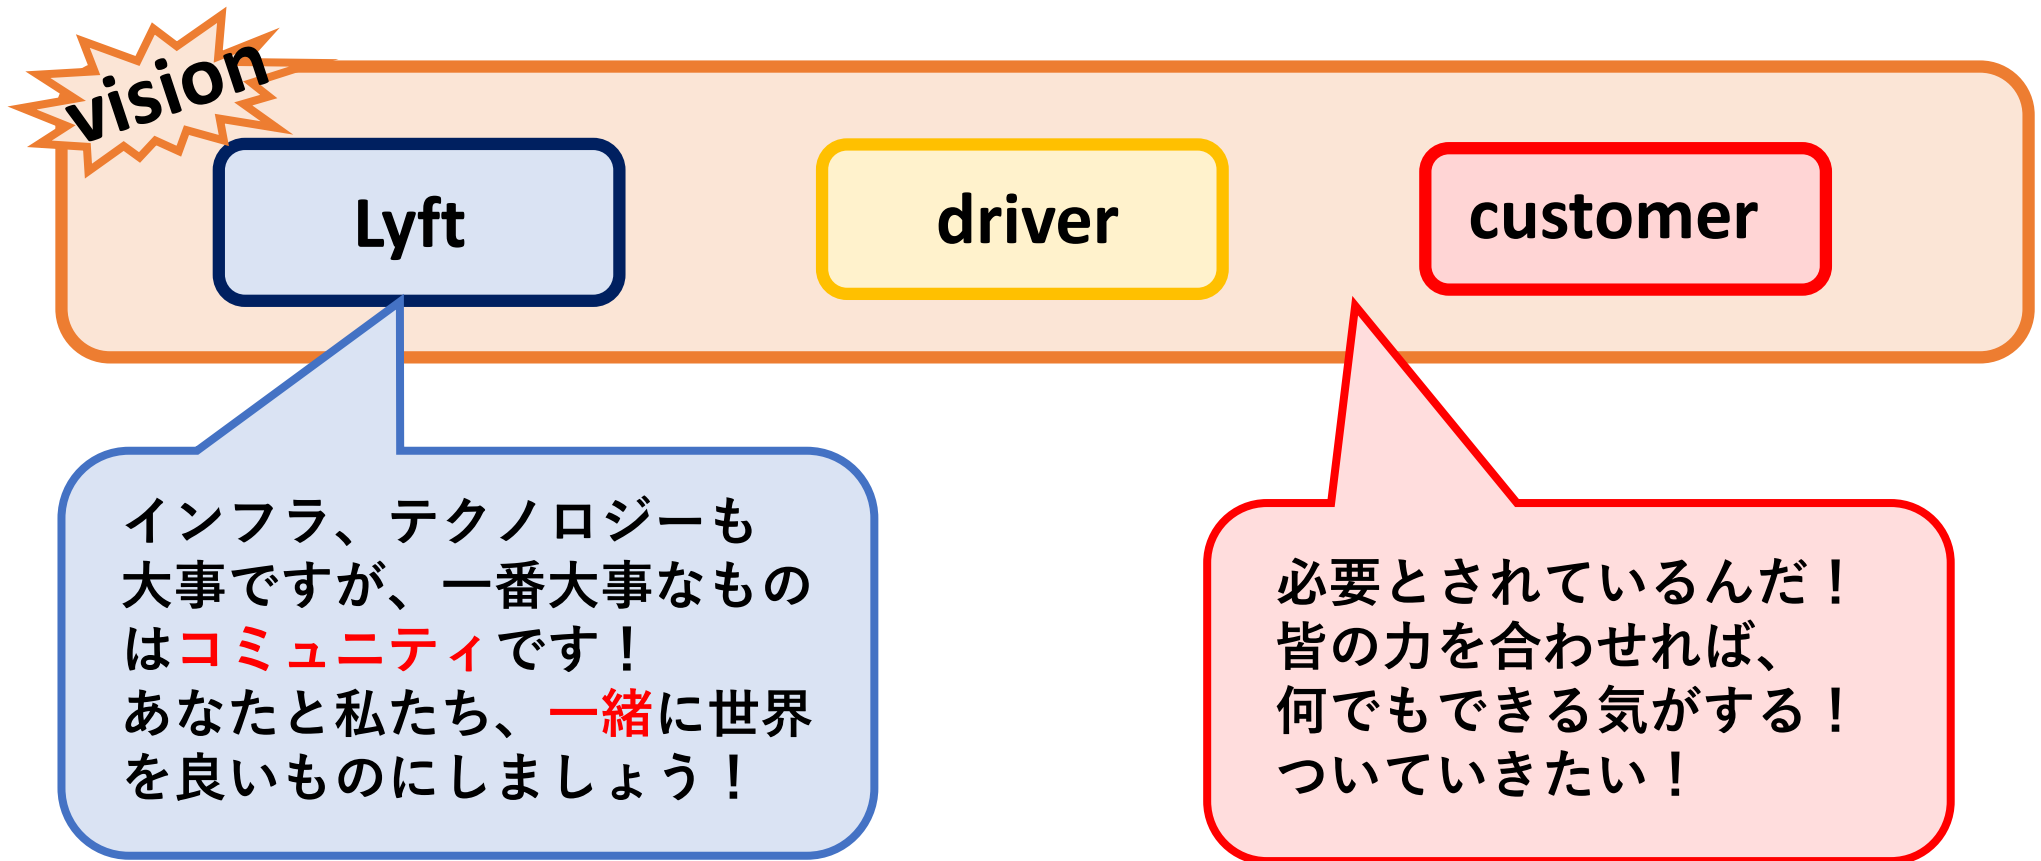 vision
Lyft
driver
customer
インフラ、テクノロジーも
大事ですが、一番大事なもの
はコミュニティです！
あなたと私たち、一緒に世界
を良いものにしましょう！
必要とされているんだ！
皆の力を合わせれば、
何でもできる気がする！
ついていきたい！